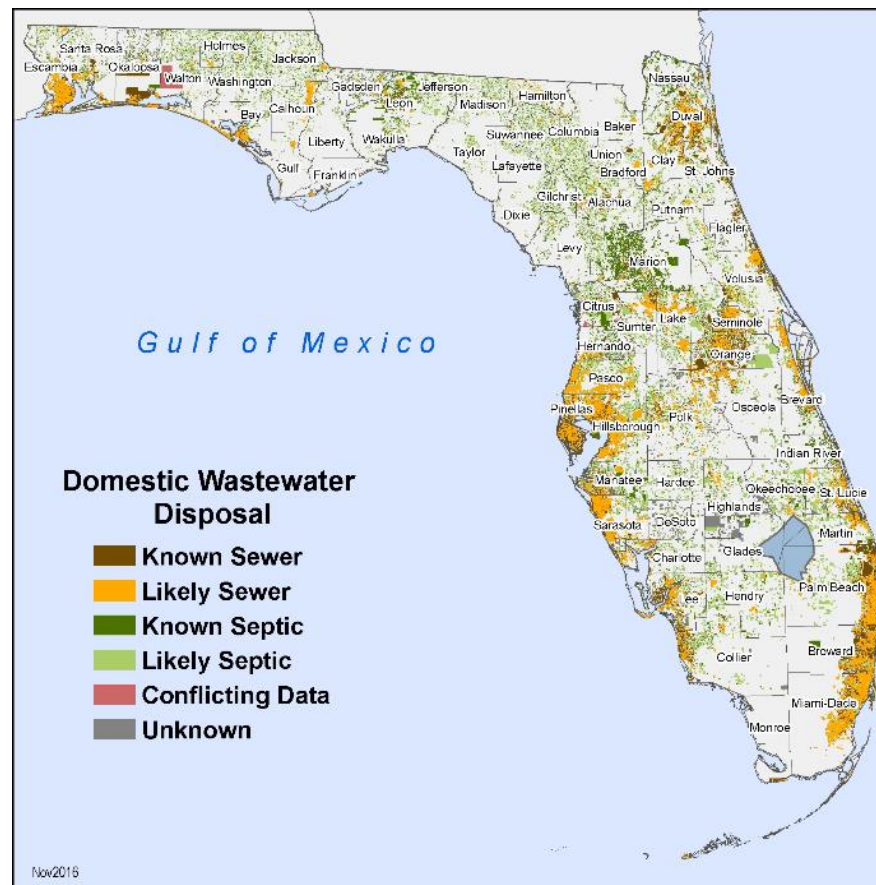 Santa Rosa
Holmes
Jackson
Escambia
Okaloosa
Walton
Washington
Nassau
Gadsden
Jefferson
Hamilton
Calhoun
Leon
Madison
Duval
Bay
Baker
Liberty
Wakulla
Suwannee
Columbia
Taylor
Union
Clay
Gulf
Franklin
Lafayette
Bradford
St. Johns
Gilchrist
Alachua
Putnam
Dixie
Flagler
Levy
Marion
Volusia
Citrus
Lake
Seminole
Sumter
Gulf of Mexico
Hernando
Orange
Pasco
Brevard
Pinellas
Polk
Osceola
Hillsborough
Indian River
Domestic Wastewater
Disposal
Manatee
Hardee
Okeechobee
Highlands
St. Lucie
Sarasota
DeSoto
Martin
Known Sewer
Charlotte
Glades
Likely Sewer
Lee
Hendry
Palm Beach
Known Septic
Likely Septic
Collier
Broward
Conflicting Data
Miami-Dade
Unknown
Monroe
Nov2016